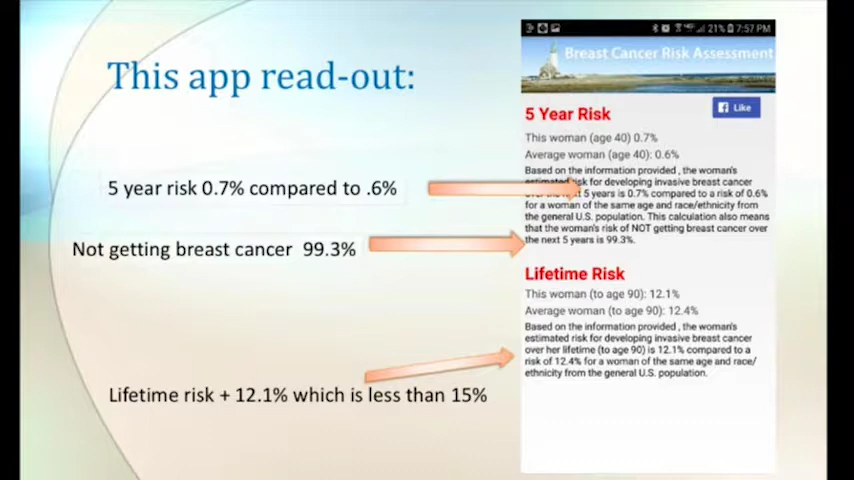 This app read-out:
5 year risk 0.7% compared to .6%
Not getting breast cancer  99.3%
Lifetime risk + 12.1% which is less than 15%
21% 7:57 PM
Breast Cancer Risk Assessment
Like
5 Year Risk
This woman (age 40) 0.7%
Average woman (age 40): 0.6%
Based on the information provided , the woman's
estimated risk for developing invasive breast cancer
over the next 5 years is 0.7% compared to a risk of 0.6%
for a woman of the same age and race/ethnicity from
the general U.S. population. This calculation also means
that the woman's risk of NOT getting breast cancer over
the next 5 years is 99.3%.
Lifetime Risk
This woman (to age 90): 12.1%
Average woman (to age 90): 12.4%
Based on the information provided , the woman's
estimated risk for developing invasive breast cancer
over her lifetime (to age 90) is 12.1% compared to a
risk of 12.4% for a woman of the same age and race/
ethnicity from the general U.S. population.